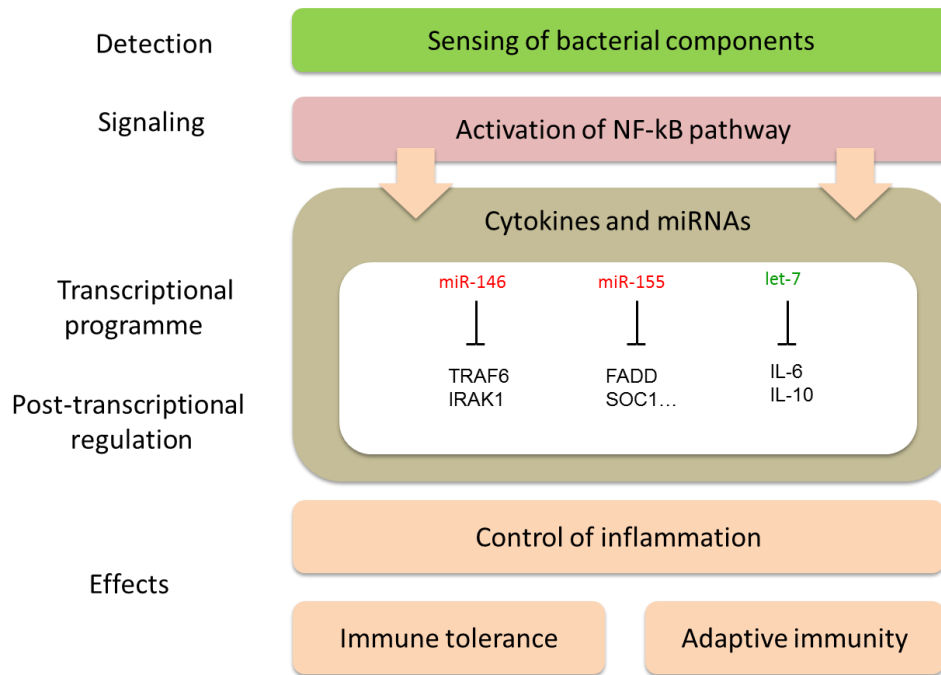 Detection
Sensing of bacterial components
Signaling
Activation of NF-kB pathway
Cytokines and miRNAs
Transcriptional
programme
miR-146
miR-155
let-7
TRAF6
IRAK1
FADD
SOC1…
IL-6
IL-10
Post-transcriptional
regulation
Control of inflammation
Effects
Immune tolerance
Adaptive immunity